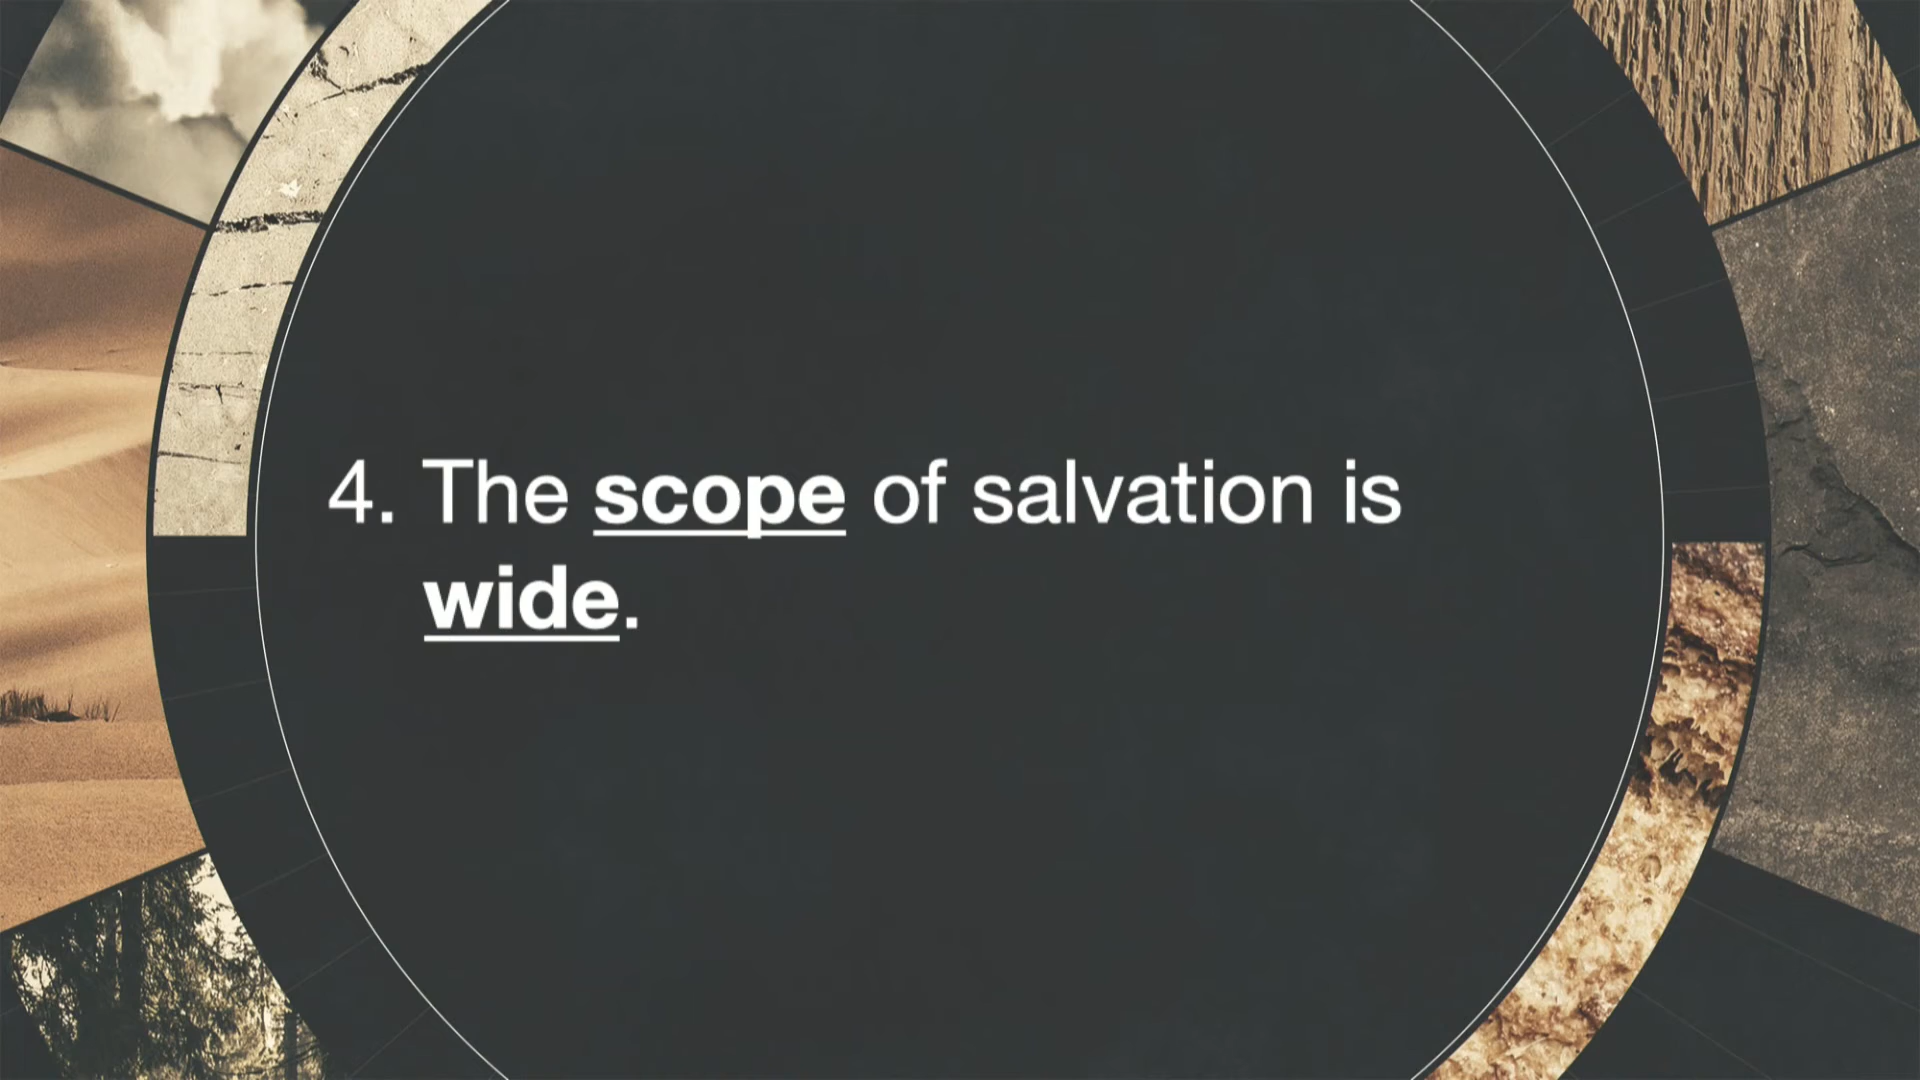 4. The scope of salvation is
wide.